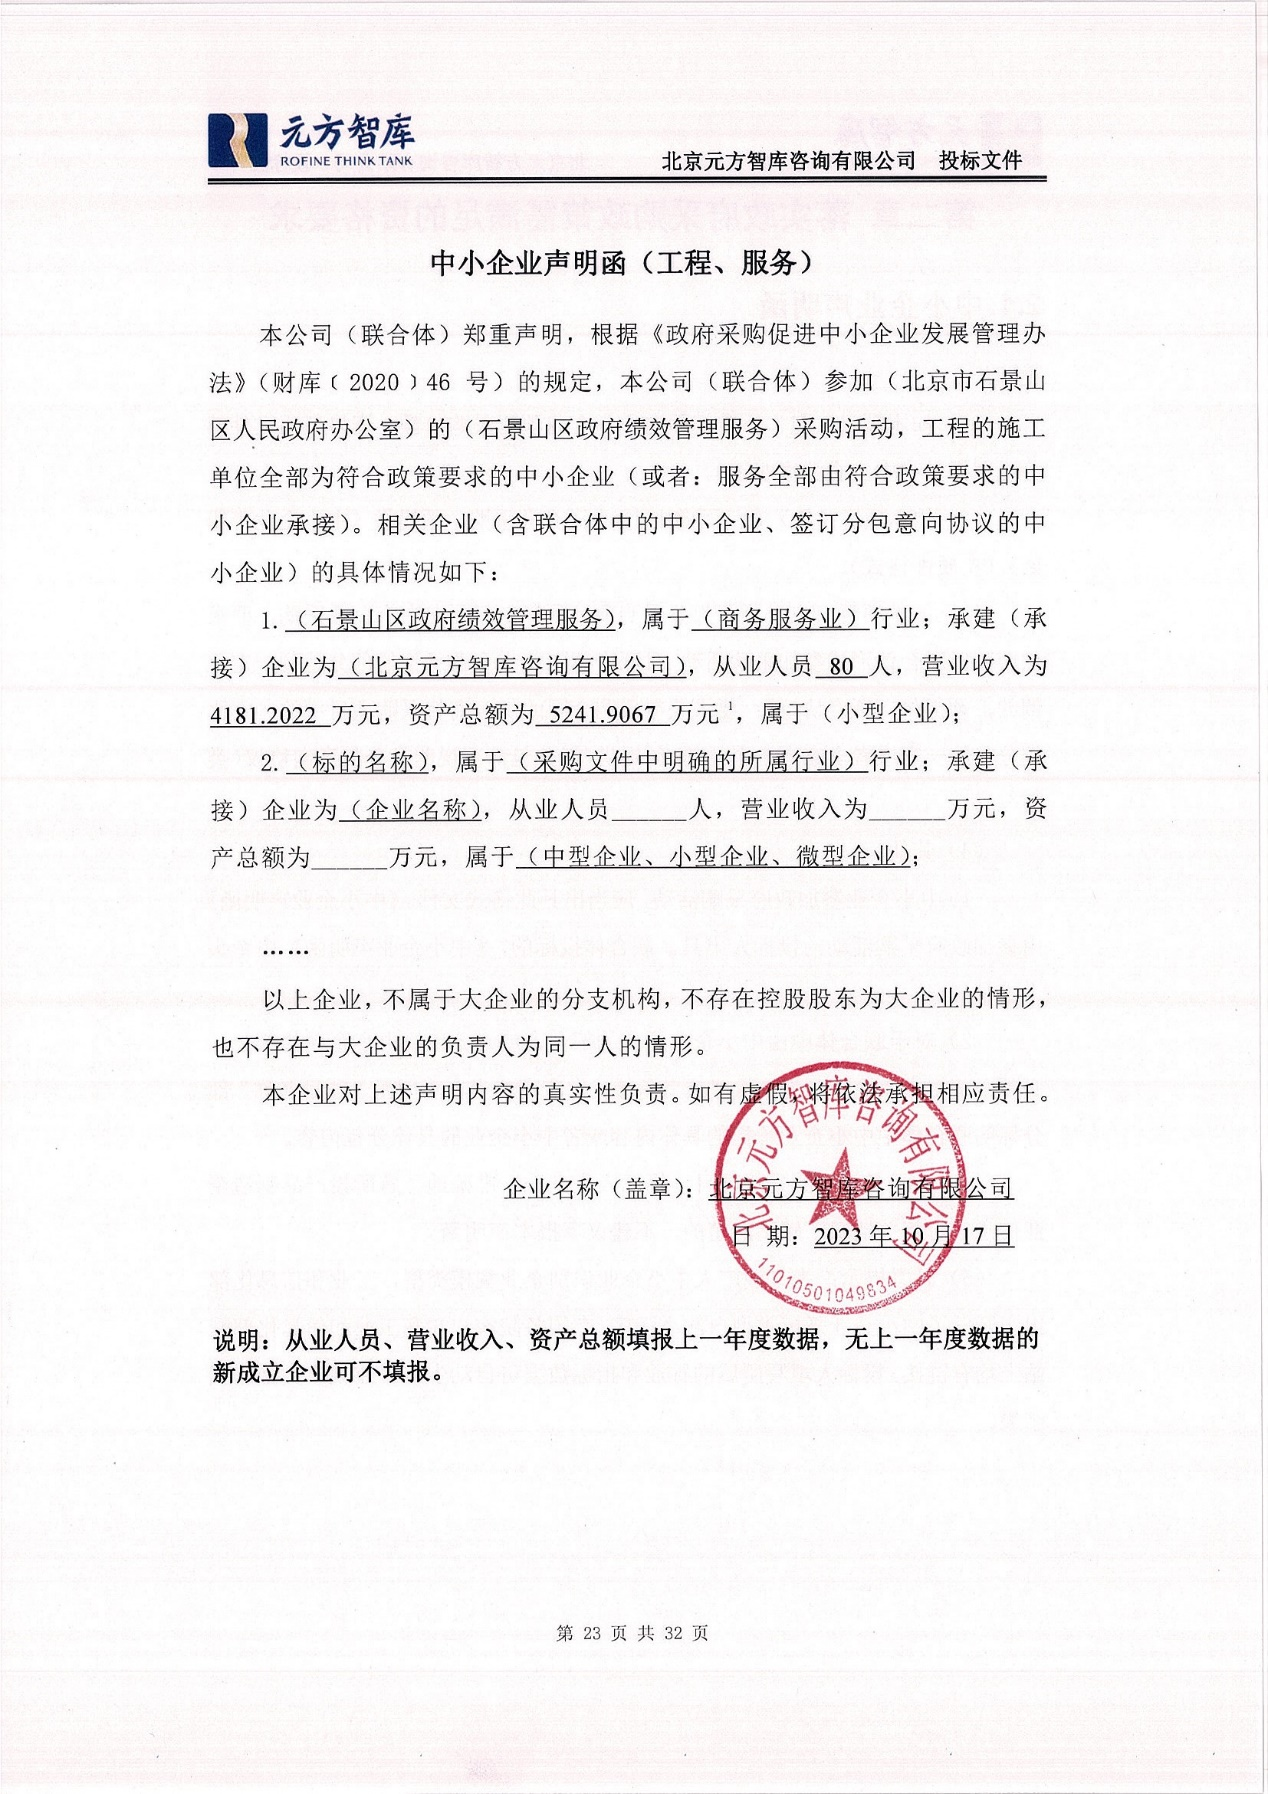 元方智库
ROFINE THINK TANK
北京元方智库咨询有限公司 投标文件
中小企业声明函（工程、服务）
本公司（联合体）郑重声明，根据《政府采购促进中小企业发展管理办
法》（财库﹝2020﹞46 号）的规定，本公司（联合体）参加（北京市石景山
区人民政府办公室）的（石景山区政府绩效管理服务）采购活动，工程的施工
单位全部为符合政策要求的中小企业（或者：服务全部由符合政策要求的中
小企业承接）。相关企业（含联合体中的中小企业、签订分包意向协议的中
小企业）的具体情况如下：
1.（石景山区政府绩效管理服务），属于（商务服务业）行业；承建（承
接）企业为（北京元方智库咨询有限公司），从业人员 80 人，营业收入为
4181.2022 万元，资产总额为 5241.9067 万元1，属于（小型企业）；
2.（标的名称），属于（采购文件中明确的所属行业）行业；承建（承
接）企业为（企业名称），从业人员______人，营业收入为______万元，资
产总额为______万元，属于（中型企业、小型企业、微型企业）；
……
以上企业，不属于大企业的分支机构，不存在控股股东为大企业的情形，
也不存在与大企业的负责人为同一人的情形。
本企业对上述声明内容的真实性负责。如有虚假，将依法承担相应责任。
企业名称（盖章）：北京元方智库咨询有限公司
日 期：2023 年 10 月 17 日
北京元方智库咨询有限公司
11010501049834
说明：从业人员、营业收入、资产总额填报上一年度数据，无上一年度数据的
新成立企业可不填报。
第 23 页 共 32 页